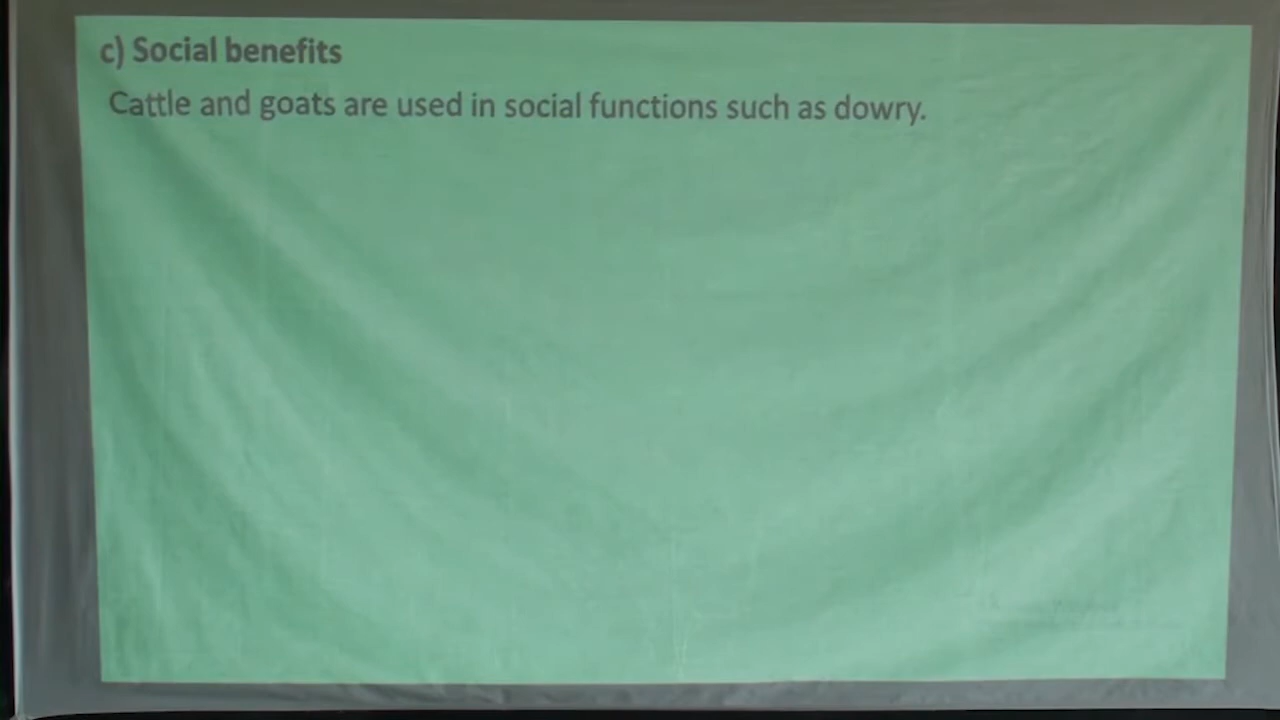 c) Social benefits
Cattle and goats are used in social functions such as dowry.